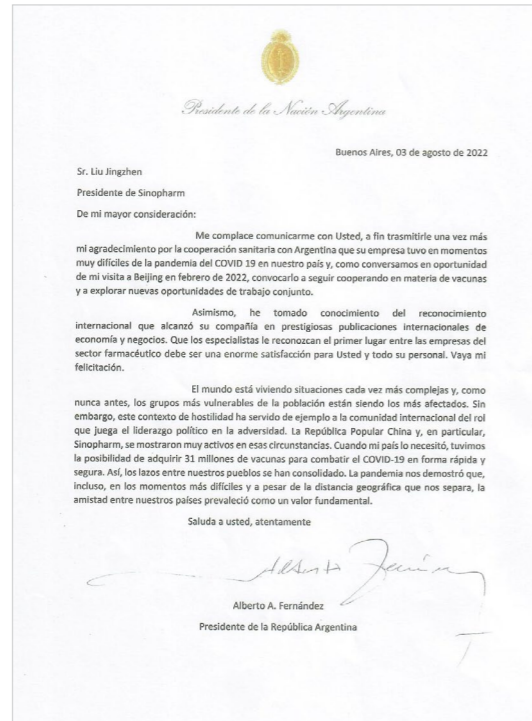 Presidente de la Nación Argentina
Buenos Aires, 03 de agosto de 2022
Sr. Liu Jingzhen
Presidente de Sinopharm
De mi mayor consideración:
Me complace comunicarme con Usted, a fin trasmitirle una vez más
mi agradecimiento por la cooperación sanitaria con Argentina que su empresa tuvo en momentos
muy difíciles de la pandemia del COVID 19 en nuestro país y, como conversamos en oportunidad
de mi visita a Beijing en febrero de 2022, convocarlo a seguir cooperando en materia de vacunas
y a explorar nuevas oportunidades de trabajo conjunto.
Asimismo, he tomado conocimiento del reconocimiento
internacional que alcanzó su compañía en prestigiosas publicaciones internacionales de
economía y negocios. Que los especialistas le reconozcan el primer lugar entre las empresas del
sector farmacéutico debe ser una enorme satisfacción para Usted y todo su personal. Vaya mi
felicitación.
El mundo está viviendo situaciones cada vez más complejas y, como
nunca antes, los grupos más vulnerables de la población están siendo los más afectados. Sin
embargo, este contexto de hostilidad ha servido de ejemplo a la comunidad internacional del rol
que juega el liderazgo político en la adversidad. La República Popular China y, en particular,
Sinopharm, se mostraron muy activos en esas circunstancias. Cuando mi país lo necesitó, tuvimos
la posibilidad de adquirir 31 millones de vacunas para combatir el COVID-19 en forma rápida y
segura. Así, los lazos entre nuestros pueblos se han consolidado. La pandemia nos demostró que,
incluso, en los momentos más difíciles y a pesar de la distancia geográfica que nos separa, la
amistad entre nuestros países prevaleció como un valor fundamental.
Saluda a usted, atentamente
Alberto A. Fernández
Presidente de la República Argentina